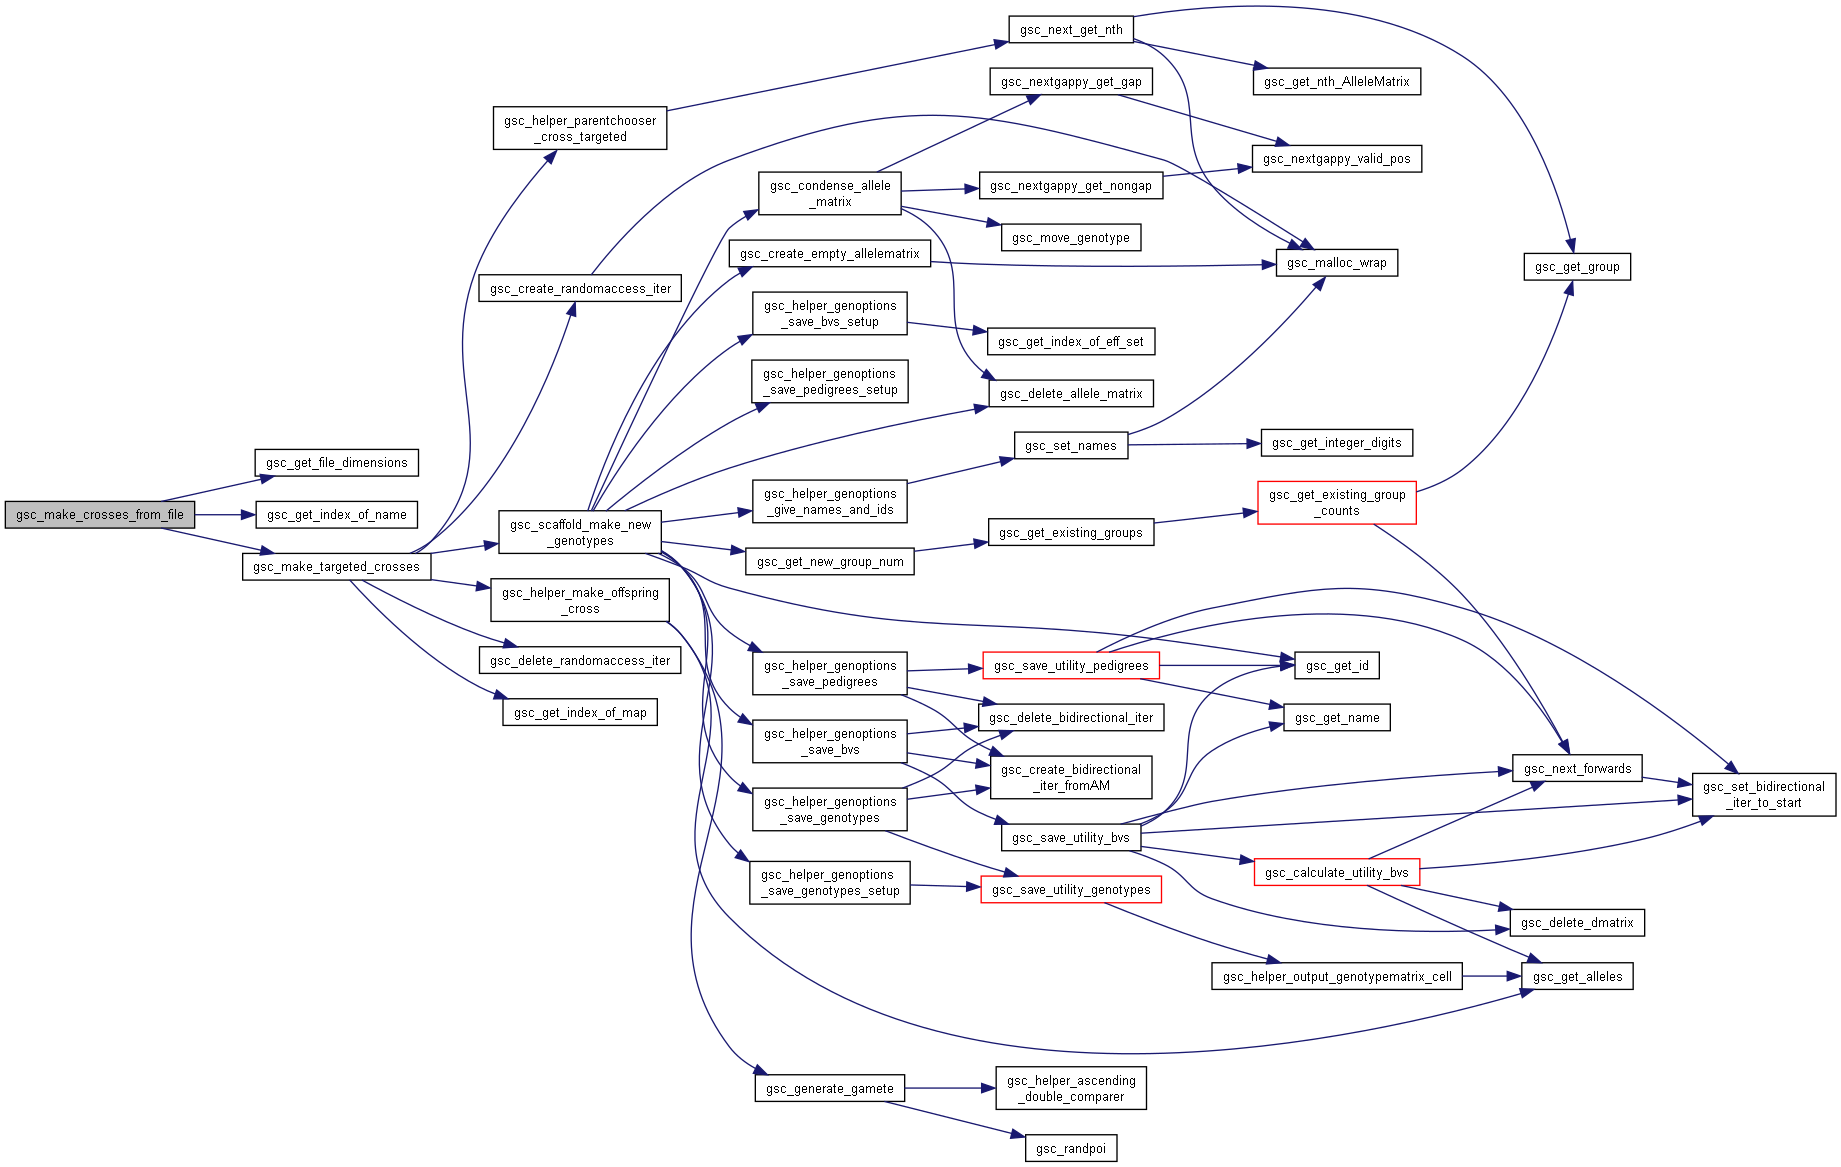 gsc_make_crosses_from_file
gsc_get_file_dimensions
gsc_get_index_of_name
gsc_make_targeted_crosses
gsc_helper_parentchooser
_cross_targeted
gsc_create_randomaccess_iter
gsc_scaffold_make_new
_genotypes
gsc_helper_make_offspring
_cross
gsc_delete_randomaccess_iter
gsc_get_index_of_map
gsc_condense_allele
_matrix
gsc_create_empty_allelematrix
gsc_helper_genoptions
_save_bvs_setup
gsc_helper_genoptions
_save_pedigrees_setup
gsc_helper_genoptions
_give_names_and_ids
gsc_get_new_group_num
gsc_helper_genoptions
_save_pedigrees
gsc_helper_genoptions
_save_bvs
gsc_helper_genoptions
_save_genotypes
gsc_helper_genoptions
_save_genotypes_setup
gsc_generate_gamete
gsc_next_get_nth
gsc_nextgappy_get_gap
gsc_nextgappy_get_nongap
gsc_move_genotype
gsc_get_index_of_eff_set
gsc_delete_allele_matrix
gsc_set_names
gsc_get_existing_groups
gsc_save_utility_pedigrees
gsc_delete_bidirectional_iter
gsc_create_bidirectional
_iter_fromAM
gsc_save_utility_bvs
gsc_save_utility_genotypes
gsc_helper_ascending
_double_comparer
gsc_randpoi
gsc_get_nth_AlleleMatrix
gsc_nextgappy_valid_pos
gsc_malloc_wrap
gsc_get_integer_digits
gsc_get_existing_group
_counts
gsc_get_id
gsc_get_name
gsc_calculate_utility_bvs
gsc_helper_output_genotypematrix_cell
gsc_get_group
gsc_next_forwards
gsc_delete_dmatrix
gsc_get_alleles
gsc_set_bidirectional
_iter_to_start